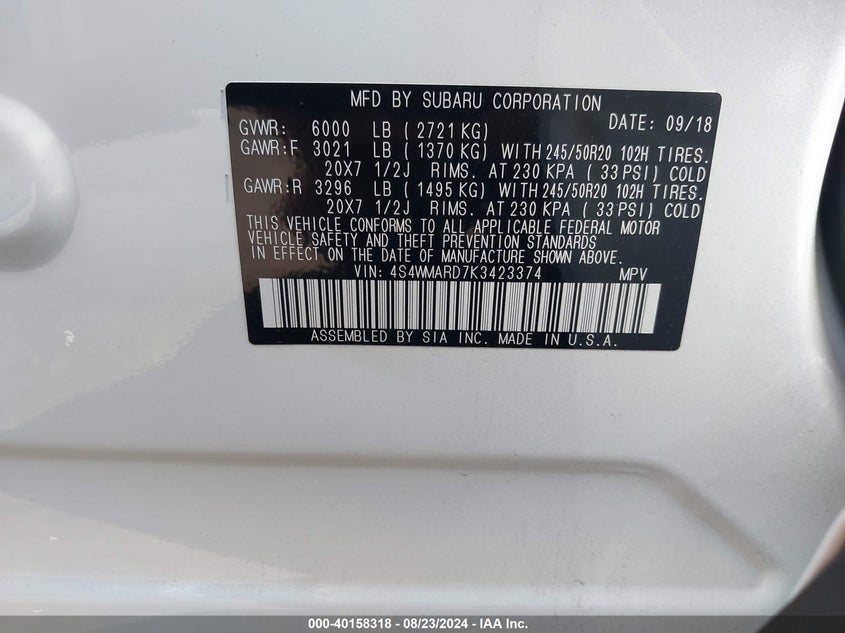 MFD BY SUBARU CORPORATION
GVWR: 6000 LB ( 2721 KG) DATE: 09/18
GAWR:F 3021 LB ( 1370 KG) WITH 245/50R20 102H TIRES.
20X7 1/2J RIMS. AT 230 KPA ( 33 PSI) COLD
GAWR:R 3296 LB ( 1495 KG) WITH 245/50R20 102H TIRES.
20X7 1/2J RIMS. AT 230 KPA ( 33 PSI) COLD
THIS VEHICLE CONFORMS TO ALL APPLICABLE FEDERAL MOTOR
VEHICLE SAFETY AND THEFT PREVENTION STANDARDS
IN EFFECT ON THE DATE OF MANUFACTURE SHOWN ABOVE.
VIN: 4S4WMARD7K3423374 MPV
ASSEMBLED BY SIA INC. MADE IN U.S.A.
000-40158318 - 08/23/2024 - IAA Inc.